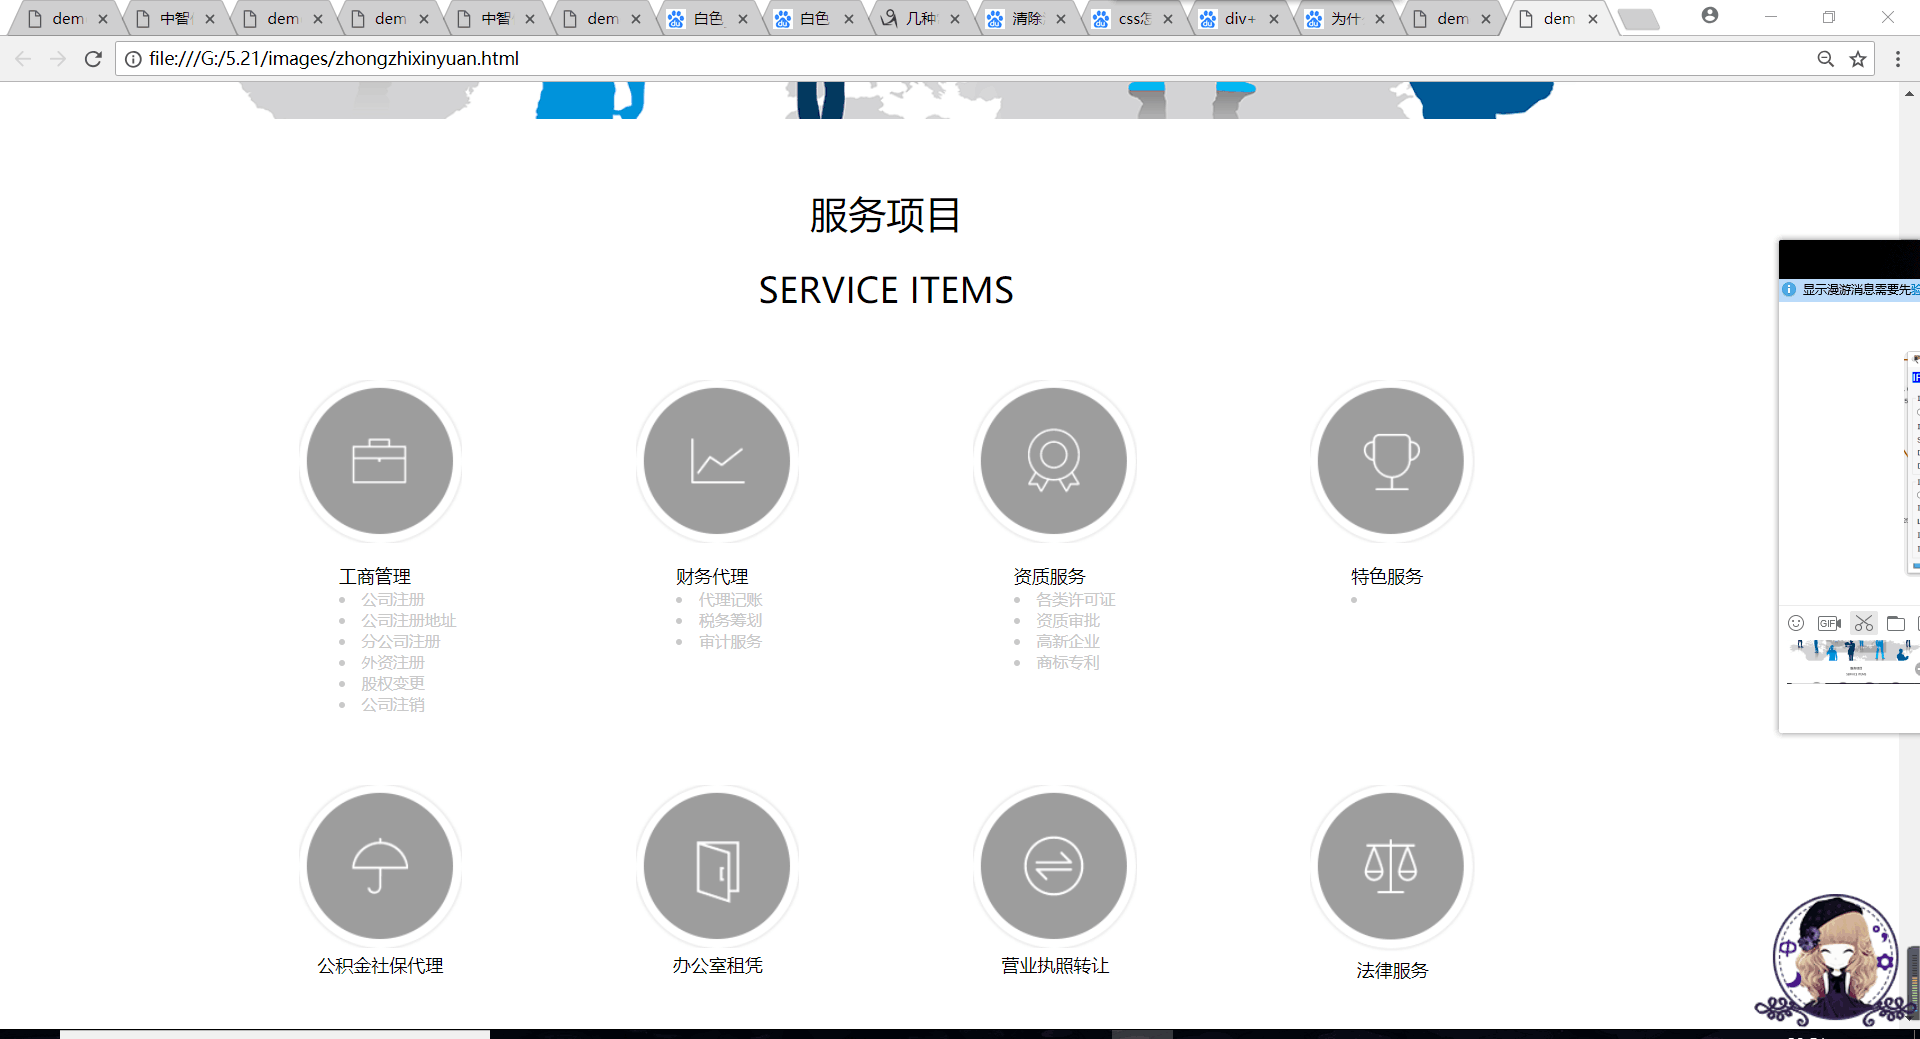 dem
中智
dem
dem
中智
dem
白色
白色
几种
清除
css怎
div+
为什
dem
dem
file:///G:/5.21/images/zhongzhixinyuan.html
服务项目
SERVICE ITEMS
显示漫游消息需要先验
工商管理
公司注册
公司注册地址
分公司注册
外资注册
股权变更
公司注销
财务代理
代理记账
税务筹划
审计服务
资质服务
各类许可证
资质审批
高新企业
商标专利
特色服务
GIF
公积金社保代理
办公室租凭
营业执照转让
法律服务
中